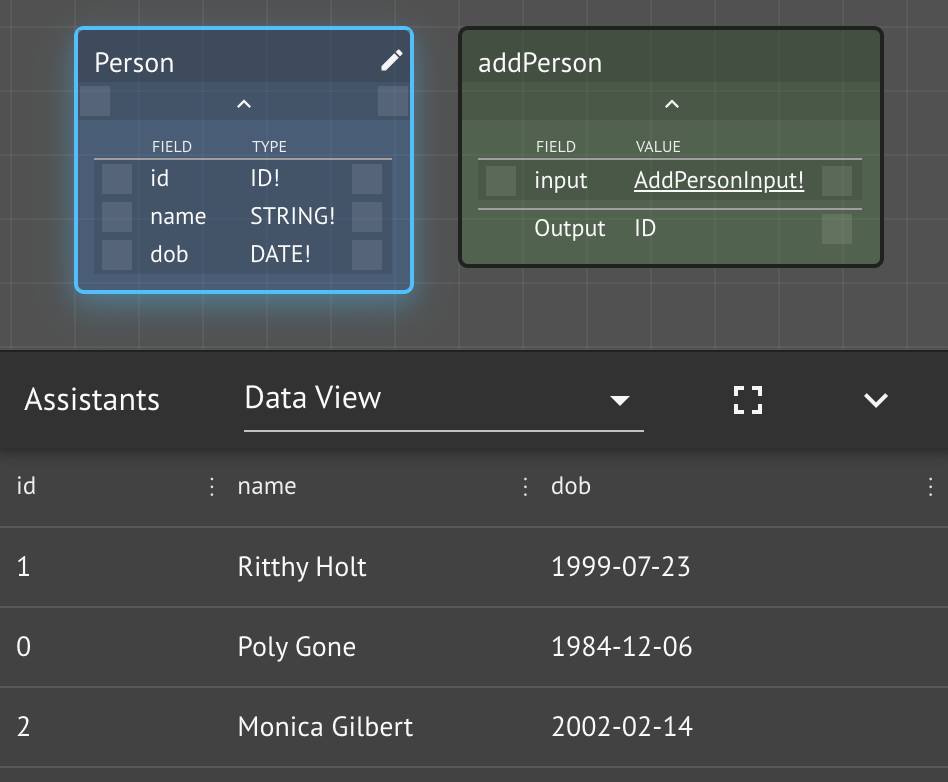 Person
FIELD TYPE
id ID!
name STRING!
dob DATE!
addPerson
FIELD VALUE
input AddPersonInput!
Output ID
Assistants Data View
id name dob
1 Ritthy Holt 1999-07-23
0 Poly Gone 1984-12-06
2 Monica Gilbert 2002-02-14